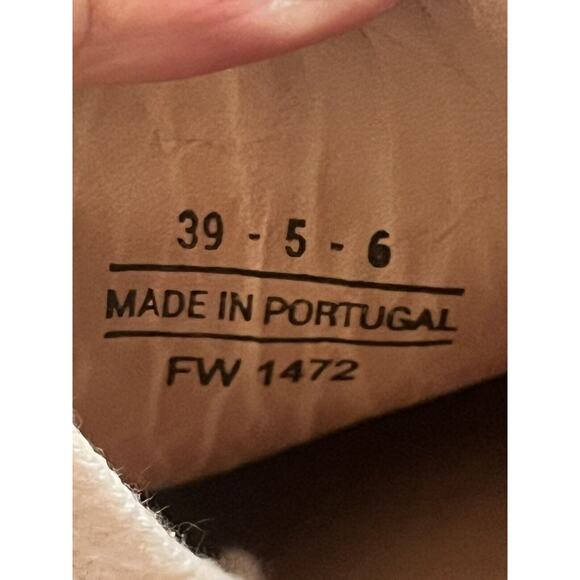 39 - 5 - 6
MADE IN PORTUGAL
FW 1472